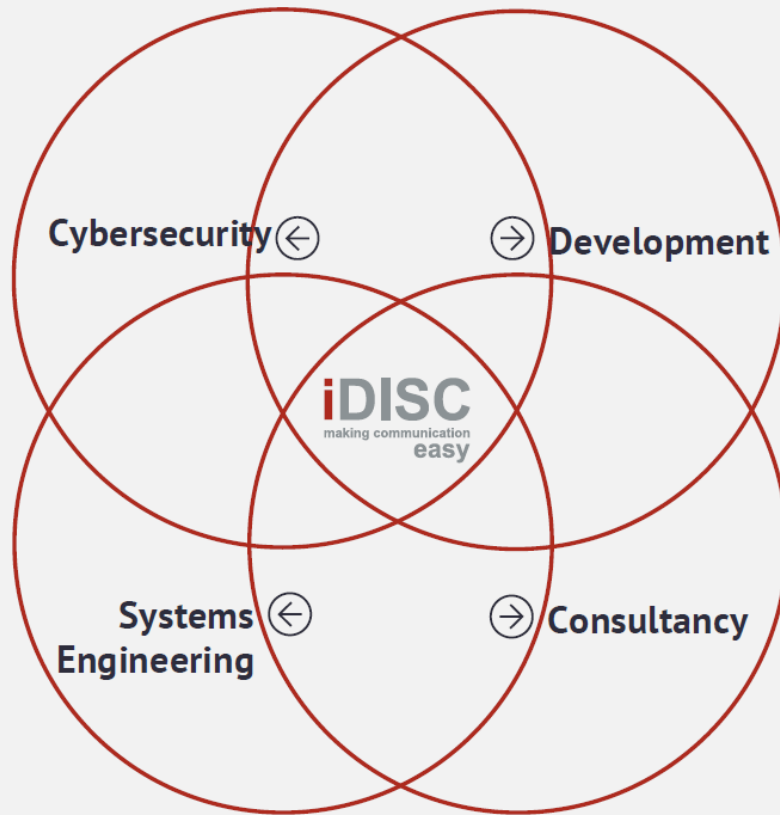 Cybersecurity
Development
iDISC
making communication
easy
Systems
Engineering
Consultancy